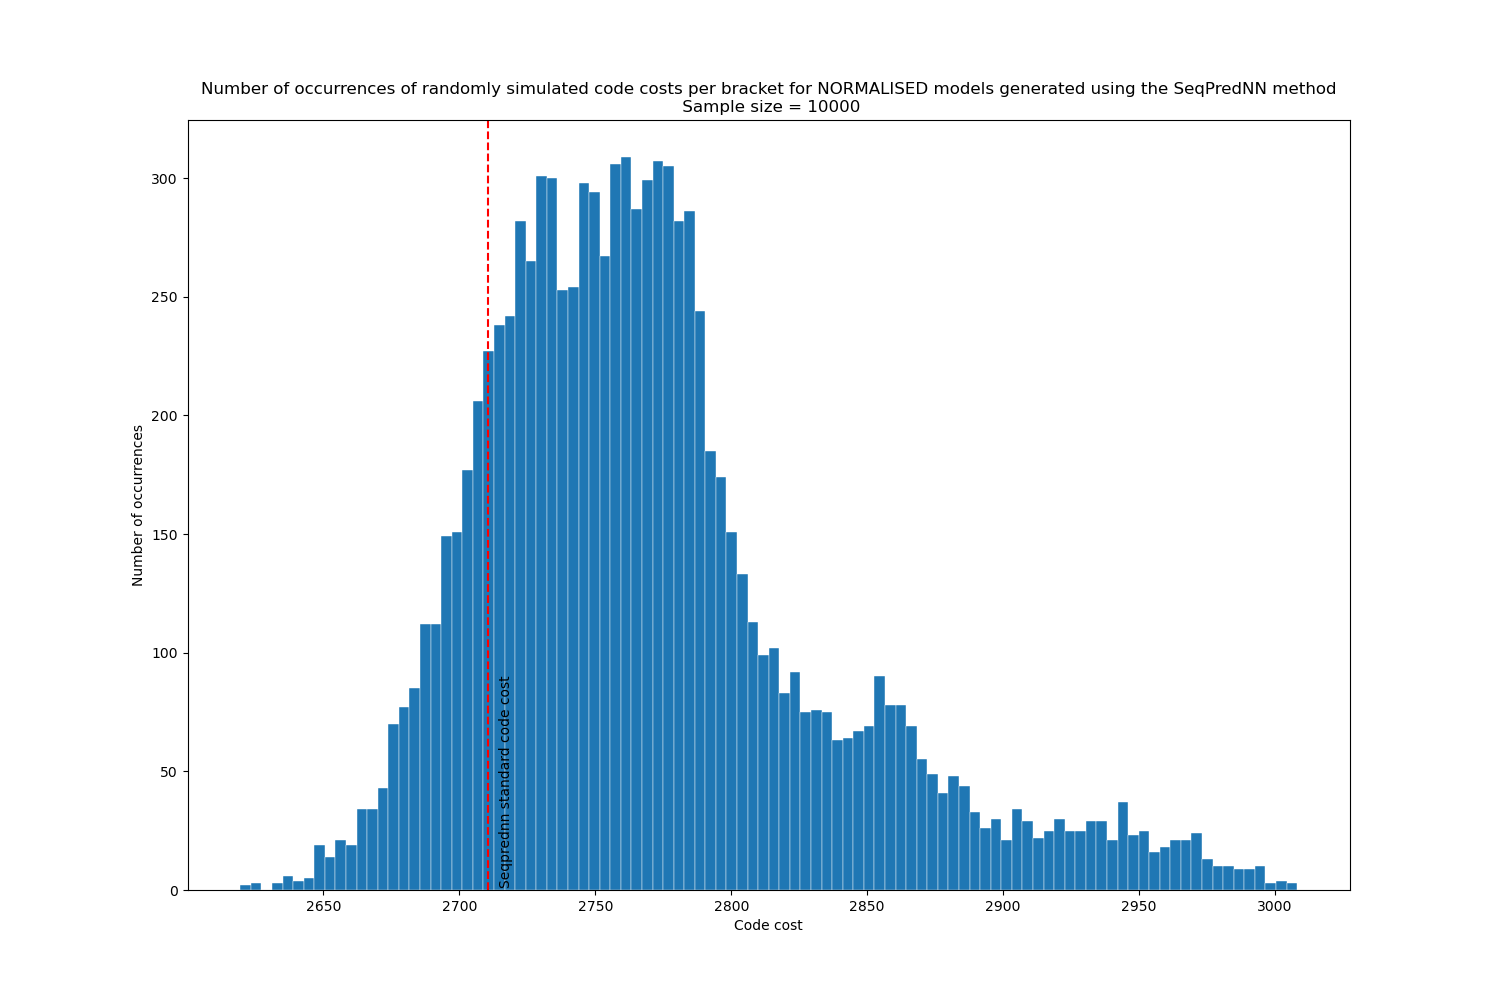 Number of occurrences of randomly simulated code costs per bracket for NORMALISED models generated using the SeqPredNN method
Sample size = 10000
300
250
200
150
100
50
0
Number of occurrences
Seqprednn standard code cost
2650 2700 2750 2800 2850 2900 2950 3000
Code cost